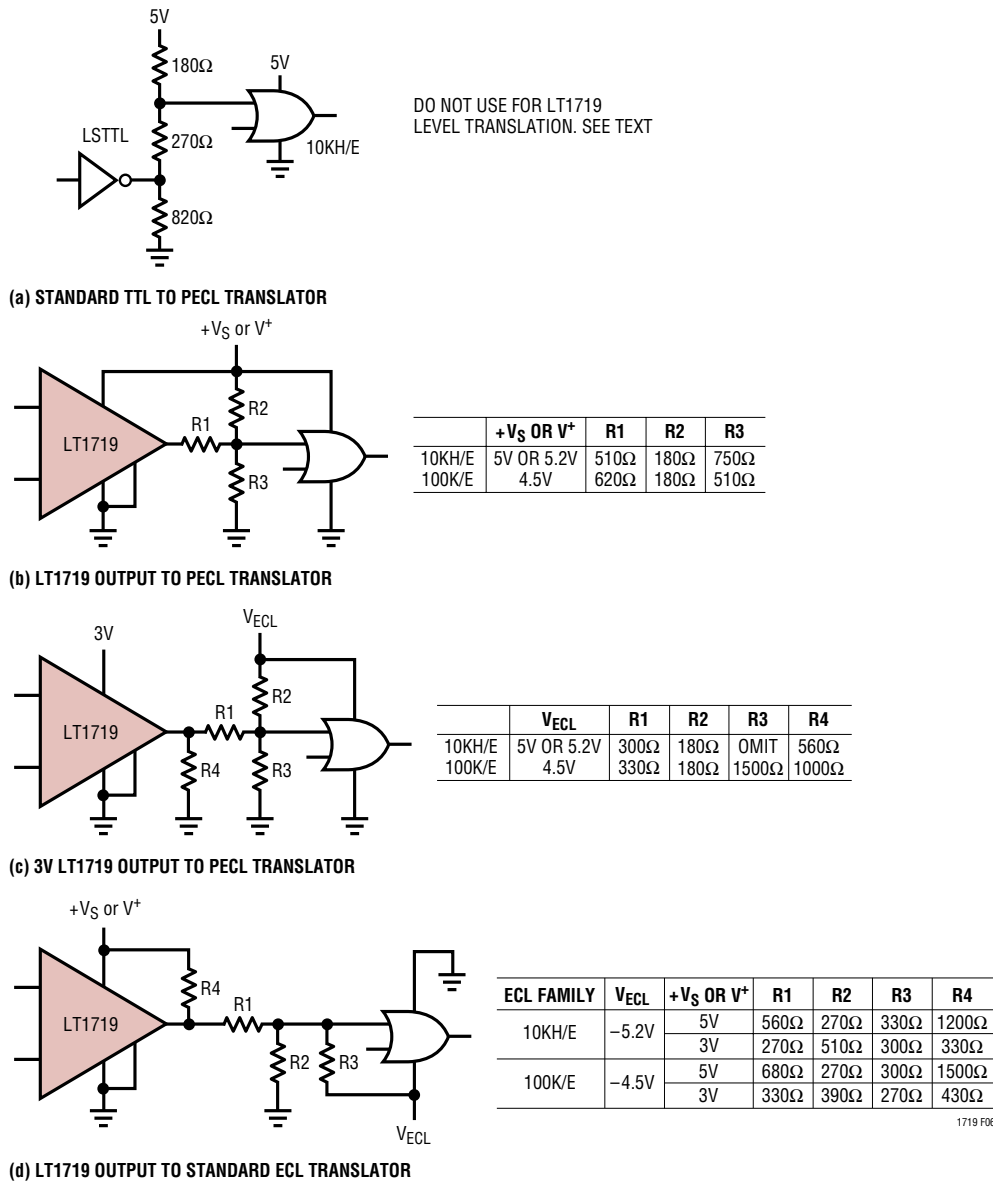 5V
180Ω
5V
DO NOT USE FOR LT1719
LEVEL TRANSLATION. SEE TEXT
LSTTL
270Ω
10KH/E
820Ω
(a) STANDARD TTL TO PECL TRANSLATOR
+VS or V+
R2
R1
LT1719
R3
+VS OR V+ R1 R2 R3
10KH/E 5V OR 5.2V 510Ω 180Ω 750Ω
100K/E 4.5V 620Ω 180Ω 510Ω
(b) LT1719 OUTPUT TO PECL TRANSLATOR
VECL
3V
R2
R1
LT1719
R4
R3
VECL R1 R2 R3 R4
10KH/E 5V OR 5.2V 300Ω 180Ω OMIT 560Ω
100K/E 4.5V 330Ω 180Ω 1500Ω 1000Ω
(c) 3V LT1719 OUTPUT TO PECL TRANSLATOR
+VS or V+
R4
R1
LT1719
R2
R3
VECL
ECL FAMILY VECL +VS OR V+ R1 R2 R3 R4
10KH/E −5.2V 5V 560Ω 270Ω 330Ω 1200Ω
3V 270Ω 510Ω 300Ω 330Ω
100K/E −4.5V 5V 680Ω 270Ω 300Ω 1500Ω
3V 330Ω 390Ω 270Ω 430Ω
1719 F06
(d) LT1719 OUTPUT TO STANDARD ECL TRANSLATOR